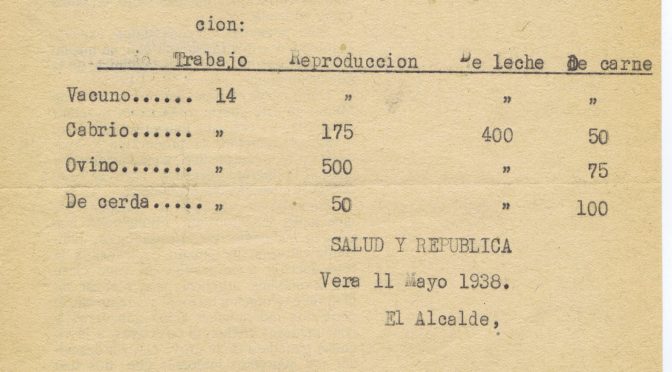 cion:
Trabajo Reproduccion De leche De carne
Vacuno...... 14 " " "
Cabrio...... " 175 400 50
Ovino....... " 500 " 75
De cerda..... " 50 " 100
SALUD Y REPUBLICA
Vera 11 Mayo 1938.
El Alcalde,